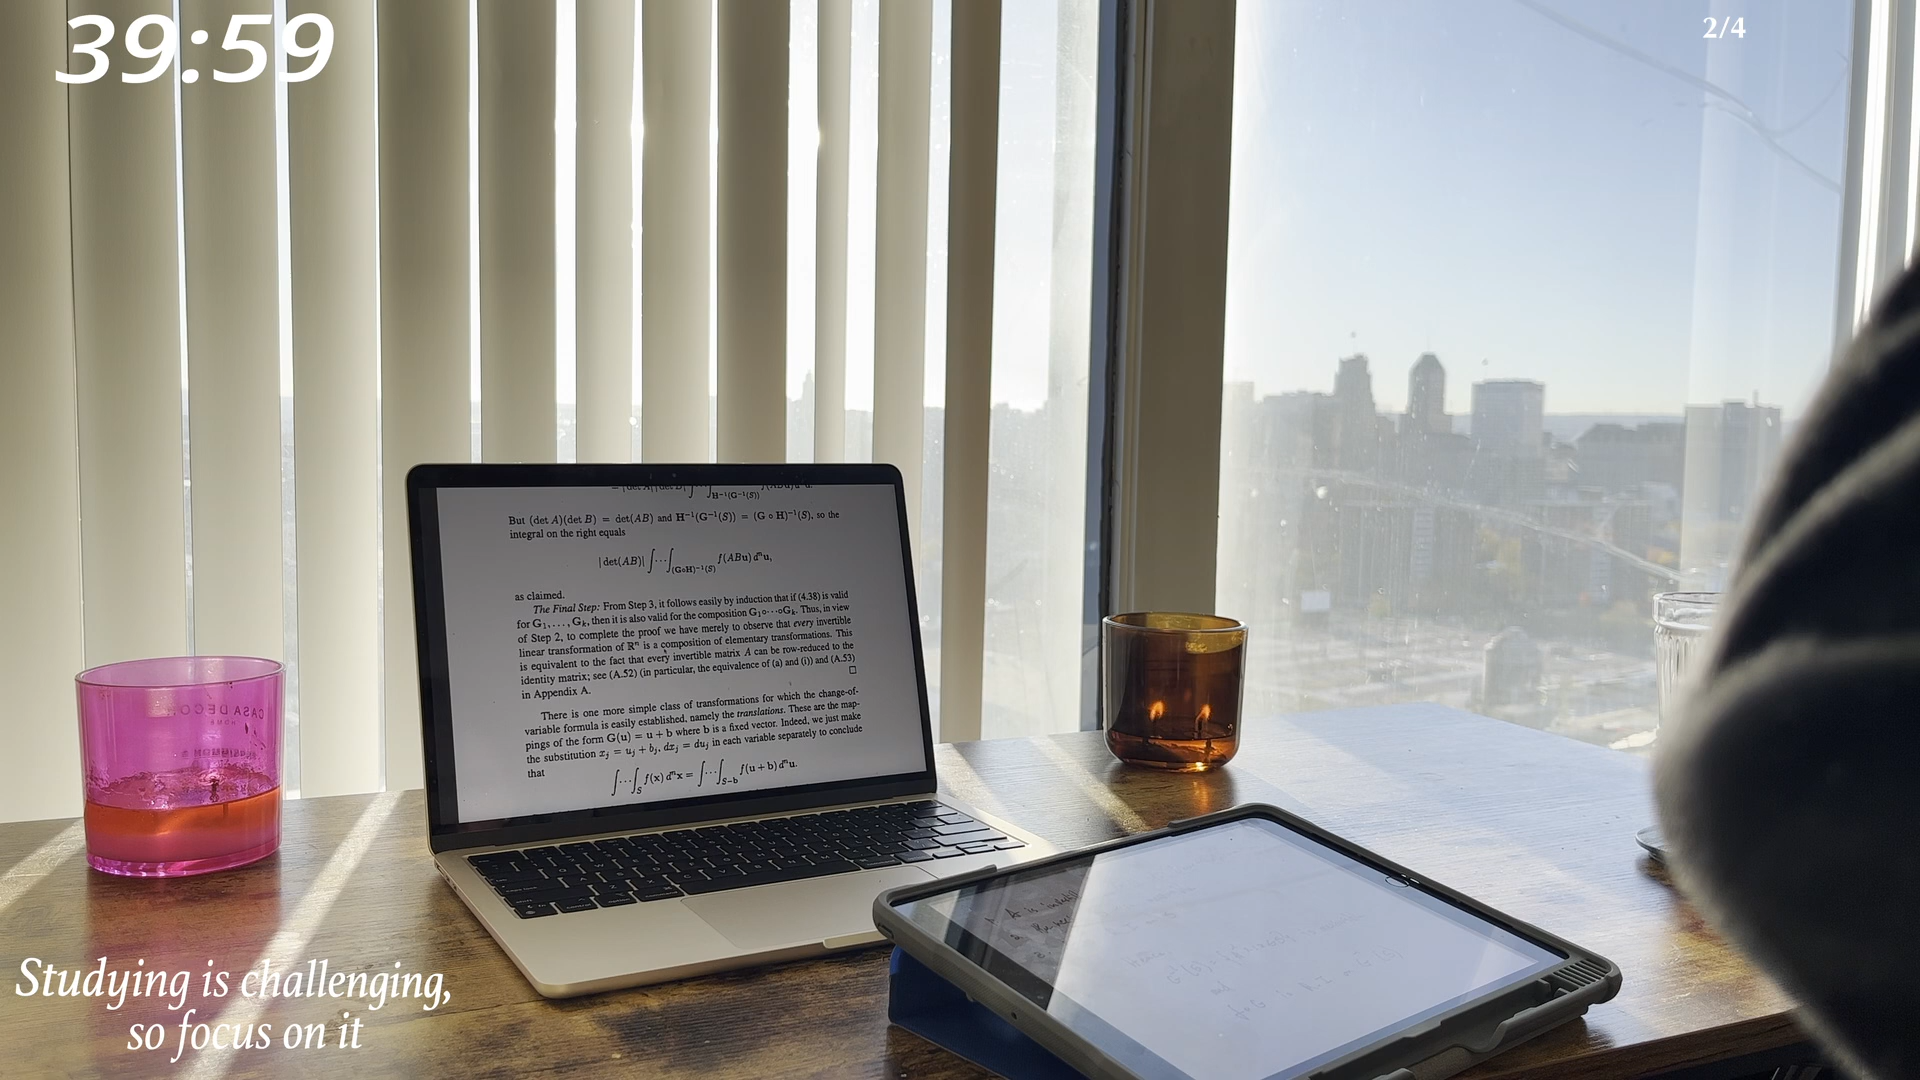 39:59
2/4
But (det A)(det B) = det(AB) and H⁻¹(G⁻¹(S)) = (G ∘ H)⁻¹(S), so the
integral on the right equals
|det(AB)| ∫⋯∫_(G∘H)⁻¹(S) f(ABu) dⁿu,
as claimed.
The Final Step: From Step 3, it follows easily by induction that if (4.38) is valid
for G₁,…, Gₖ, then it is also valid for the composition G₁∘⋯∘Gₖ. Thus, in view
of Step 2, to complete the proof we have merely to observe that every invertible
linear transformation of ℝⁿ is a composition of elementary transformations. This
is equivalent to the fact that every invertible matrix A can be row-reduced to the
identity matrix; see (A.52) (in particular, the equivalence of (a) and (i)) and (A.53)
in Appendix A. □
There is one more simple class of transformations for which the change-of-
variable formula is easily established, namely the translations. These are the map-
pings of the form G(u) = u + b where b is a fixed vector. Indeed, we just make
the substitution xⱼ = uⱼ + bⱼ, dxⱼ = duⱼ in each variable separately to conclude
that
∫⋯∫_S f(x) dⁿx = ∫⋯∫_S−b f(u + b) dⁿu.
CASA DECO
HOME
Studying is challenging,
so focus on it